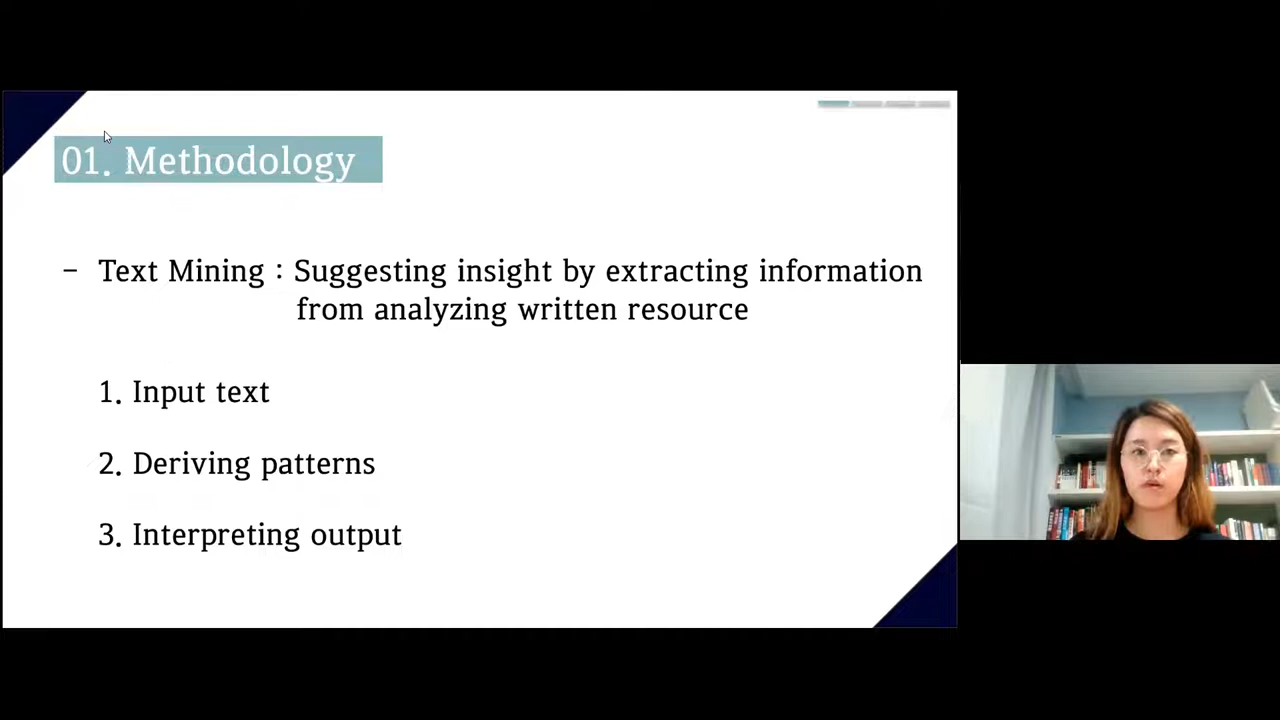 01. Methodology
- Text Mining : Suggesting insight by extracting information
from analyzing written resource
1. Input text
2. Deriving patterns
3. Interpreting output